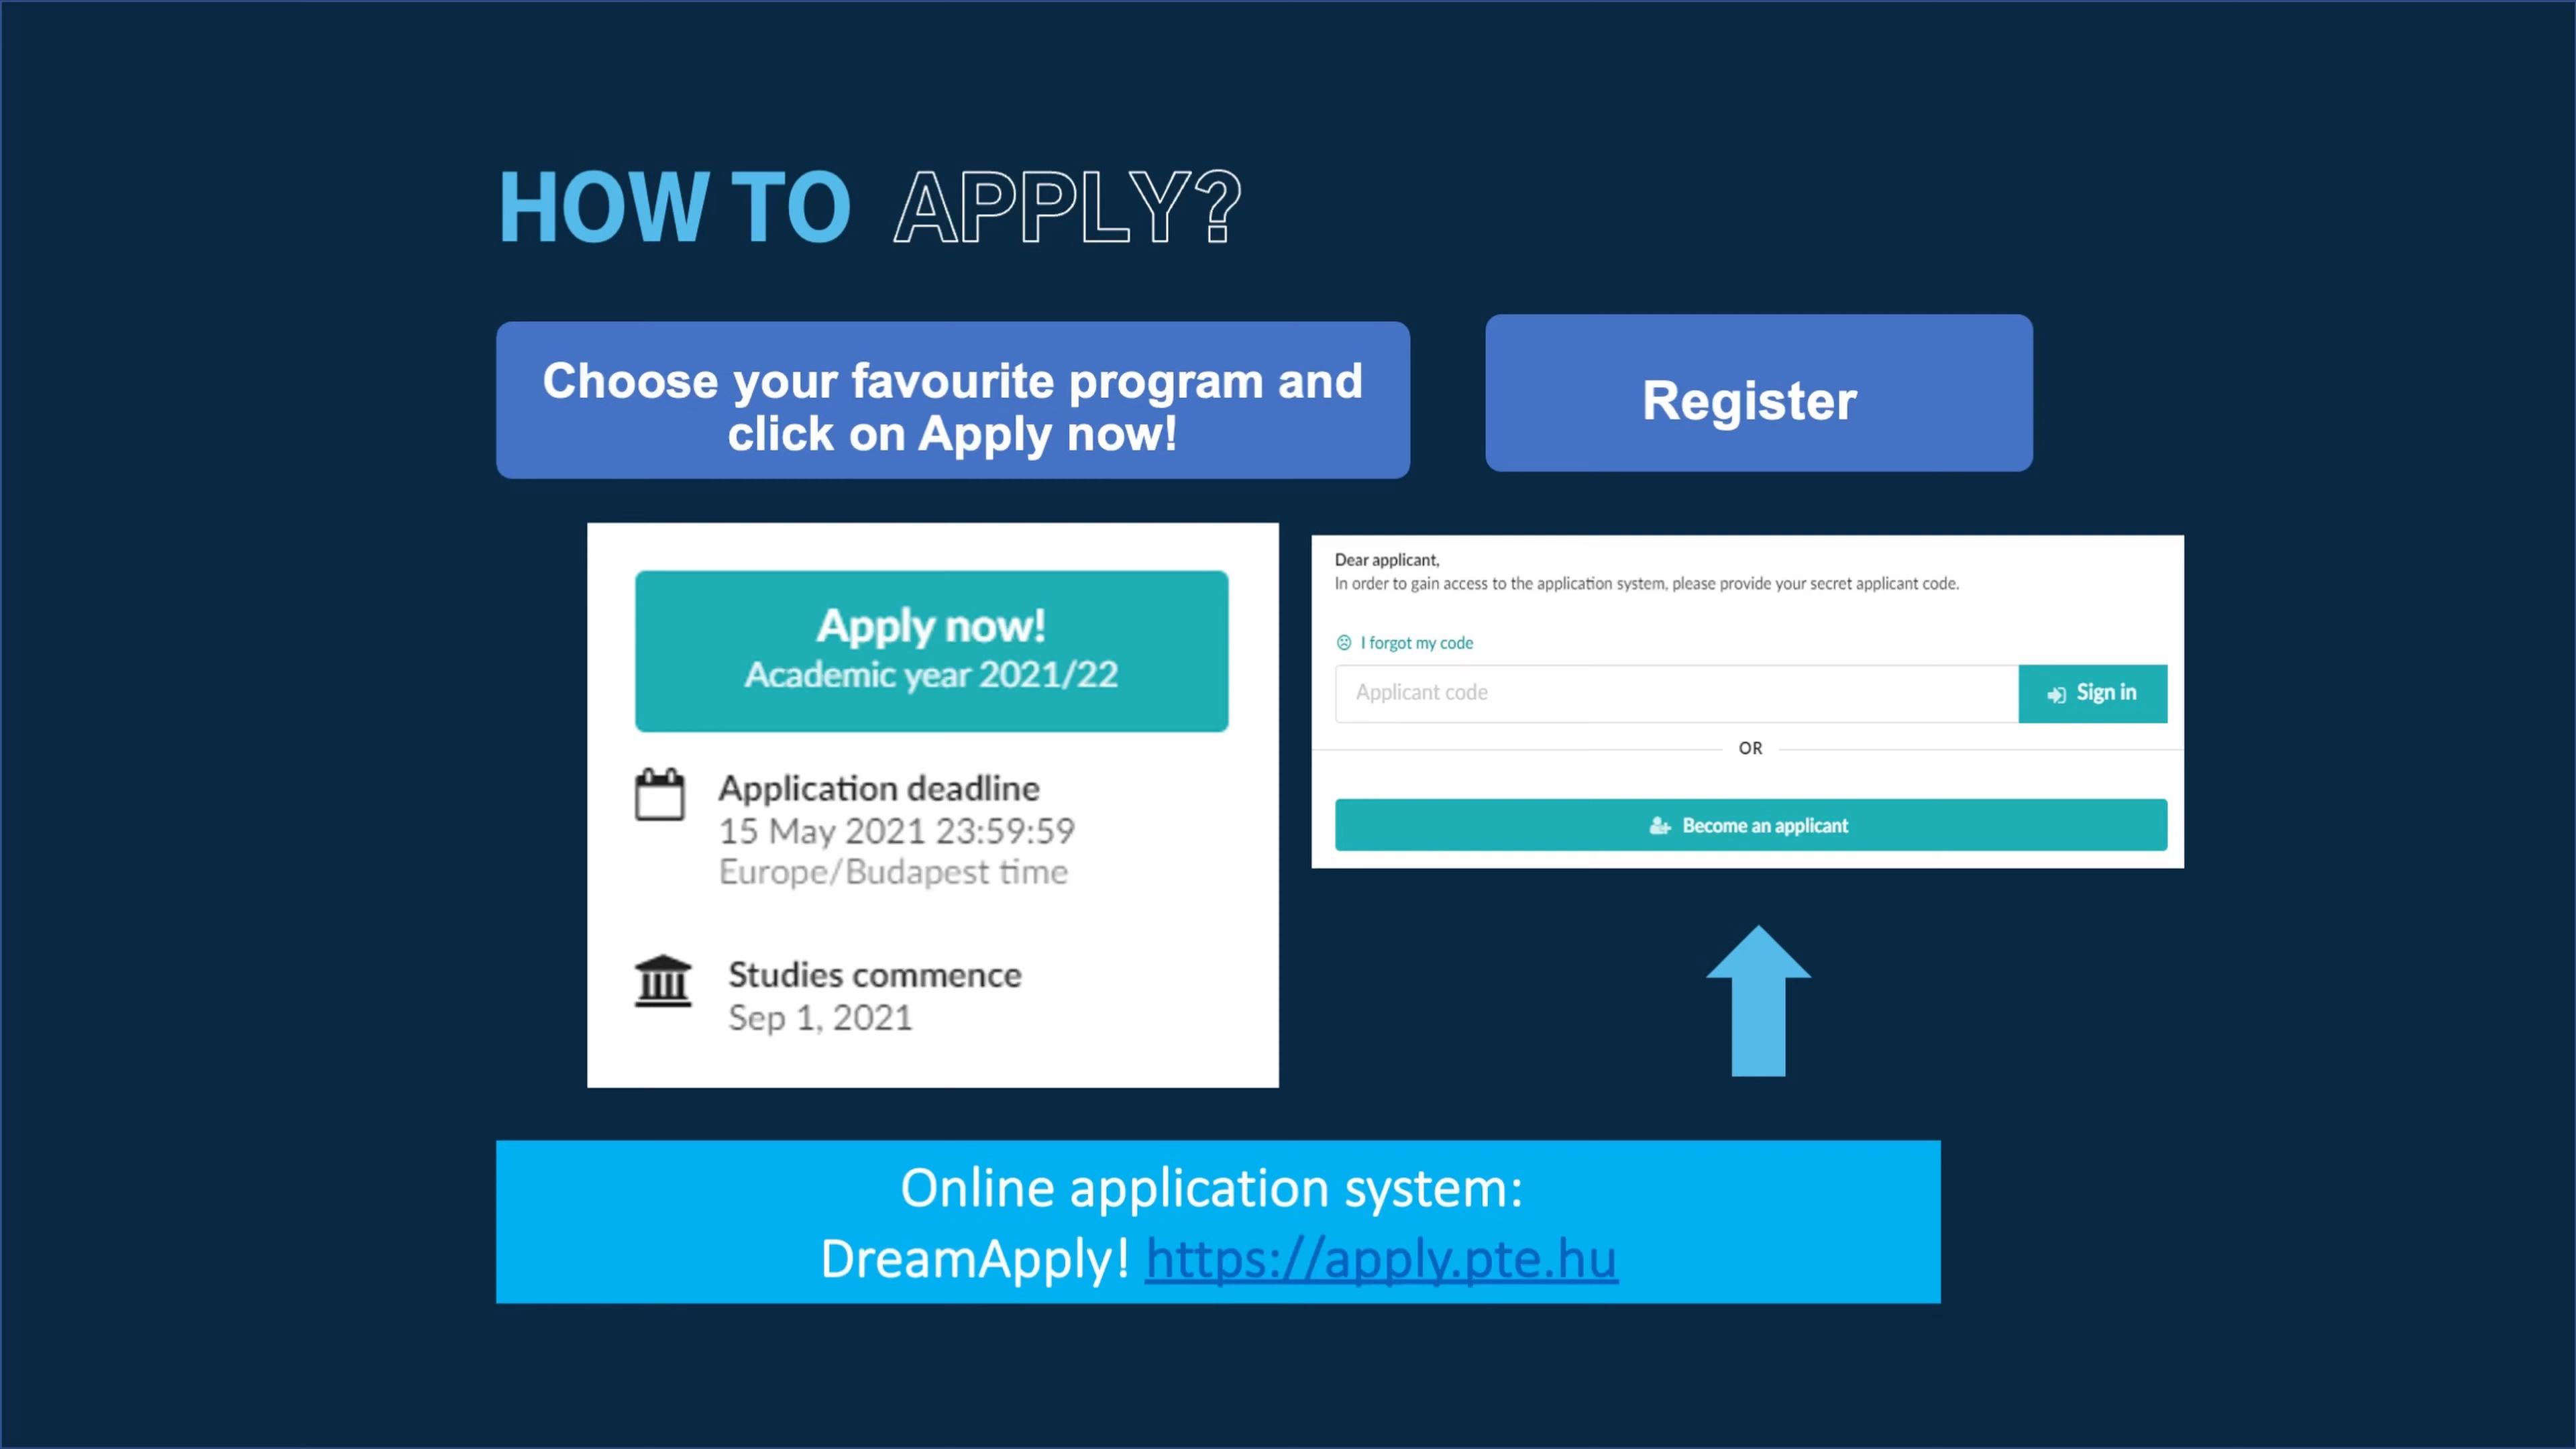 HOW TO APPLY?
Choose your favourite program and
click on Apply now!
Register
Apply now!
Academic year 2021/22
Application deadline
15 May 2021 23:59:59
Europe/Budapest time
Studies commence
Sep 1, 2021
Dear applicant,
In order to gain access to the application system, please provide your secret applicant code.
I forgot my code
Applicant code
Sign in
OR
Become an applicant
Online application system:
DreamApply! https://apply.pte.hu